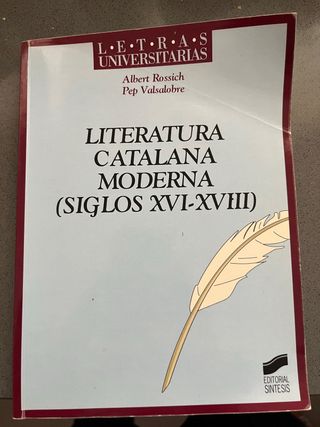 L·E·T·R·A·S
UNIVERSITARIAS
Albert Rossich
Pep Valsalobre
LITERATURA
CATALANA
MODERNA
(SIGLOS XVI-XVIII)
EDITORIAL
SINTESIS